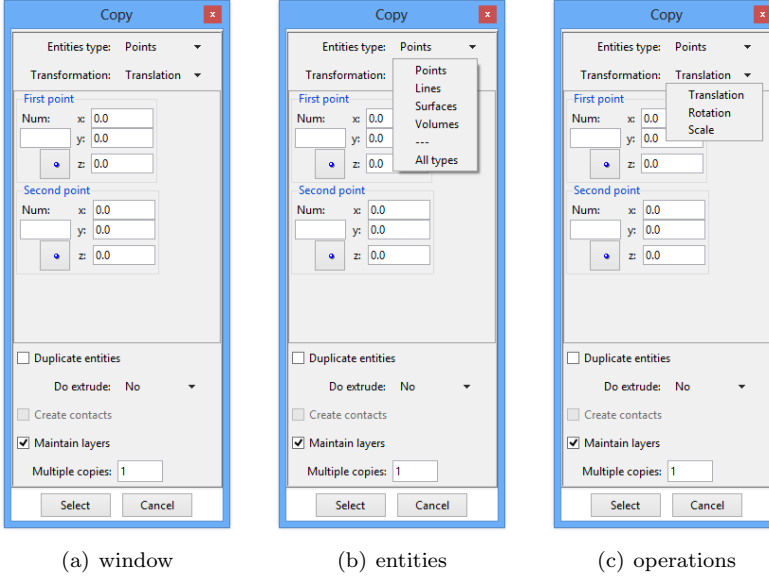 Copy
x
Entities type: Points
Transformation: Translation
First point
Num: x: 0.0
y: 0.0
z: 0.0
Second point
Num: x: 0.0
y: 0.0
z: 0.0
Duplicate entities
Do extrude: No
Create contacts
Maintain layers
Multiple copies: 1
Select Cancel
(a) window
Copy
x
Entities type: Points
Transformation:
Points
Lines
Surfaces
Volumes
---
All types
First point
Num: x: 0.0
y: 0.0
z: 0.0
Second point
Num: x: 0.0
y: 0.0
z: 0.0
Duplicate entities
Do extrude: No
Create contacts
Maintain layers
Multiple copies: 1
Select Cancel
(b) entities
Copy
x
Entities type: Points
Transformation: Translation
Translation
Rotation
Scale
First point
Num: x: 0.0
y: 0.0
z: 0.0
Second point
Num: x: 0.0
y: 0.0
z: 0.0
Duplicate entities
Do extrude: No
Create contacts
Maintain layers
Multiple copies: 1
Select Cancel
(c) operations